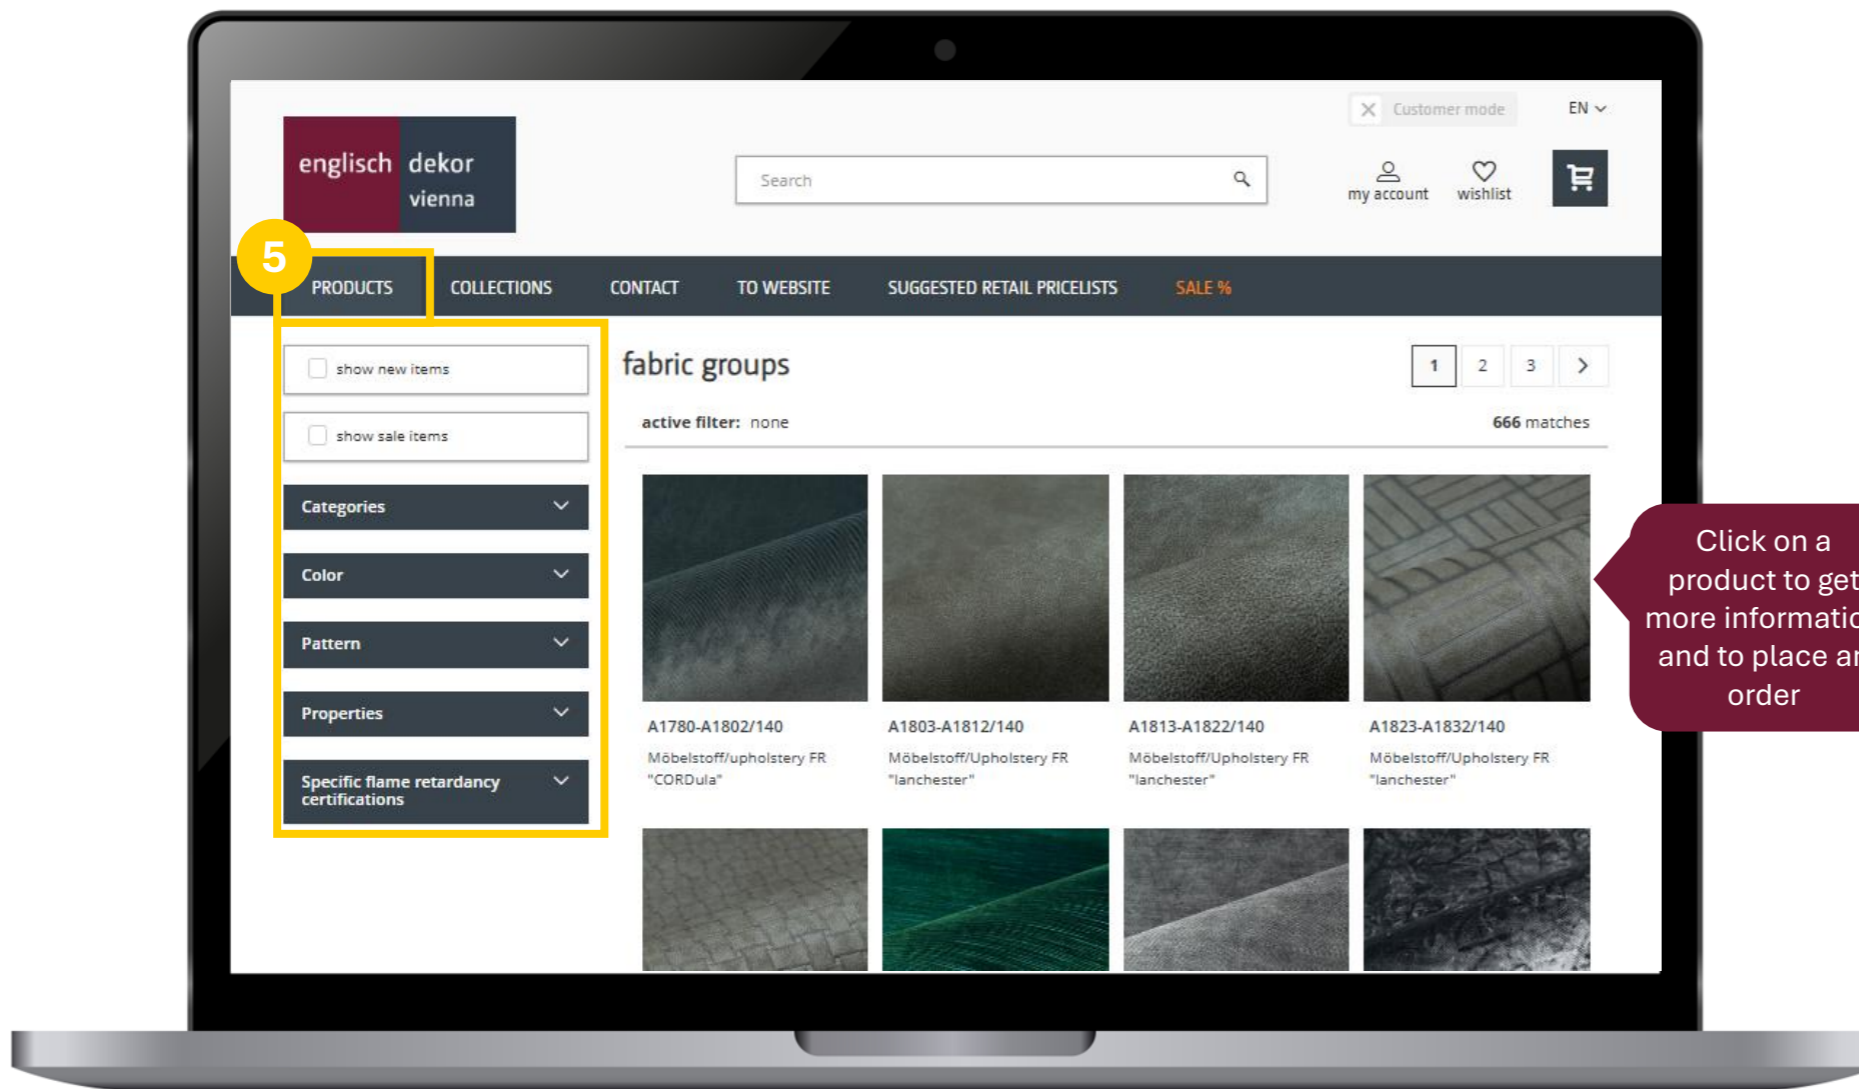 Customer mode EN
englisch dekor
vienna
Search
my account wishlist
5
PRODUCTS COLLECTIONS CONTACT TO WEBSITE SUGGESTED RETAIL PRICELISTS SALE %
show new items
show sale items
Categories
Color
Pattern
Properties
Specific flame retardancy
certifications
fabric groups
1 2 3
active filter: none
666 matches
A1780-A1802/140
Möbelstoff/upholstery FR
"CORDula"
A1803-A1812/140
Möbelstoff/Upholstery FR
"lanchester"
A1813-A1822/140
Möbelstoff/Upholstery FR
"lanchester"
A1823-A1832/140
Möbelstoff/Upholstery FR
"lanchester"
Click on a
product to get
more informatio
and to place an
order